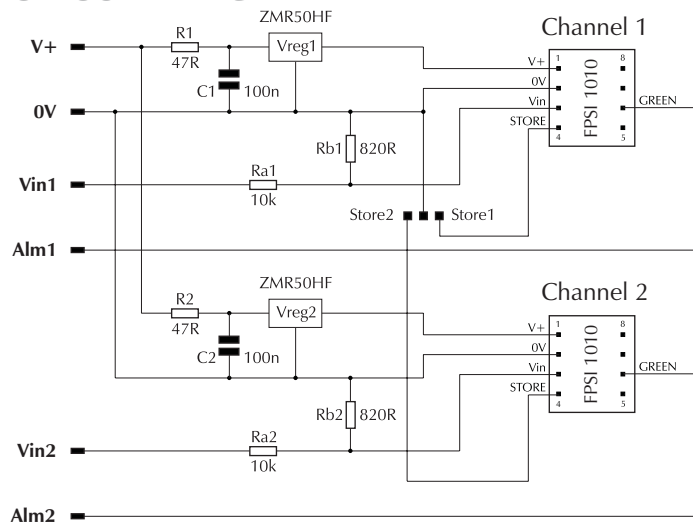 ZMR50HF
Channel 1
V+
R1
Vreg1
47R
V+
1
8
C1
100n
0V
0V
Vin
FPSI 1010
GREEN
STORE
4
5
Rb1
820R
Ra1
Vin1
10k
Store2
Store1
Alm1
ZMR50HF
Channel 2
R2
Vreg2
47R
V+
1
8
C2
100n
0V
Vin
FPSI 1010
GREEN
STORE
4
5
Rb2
820R
Ra2
Vin2
10k
Alm2